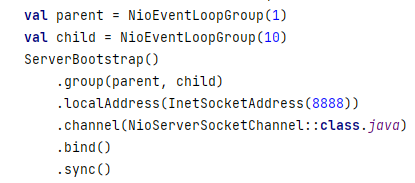 val parent = NioEventLoopGroup(1)
val child = NioEventLoopGroup(10)
ServerBootstrap()
.group(parent, child)
.localAddress(InetSocketAddress(8888))
.channel(NioServerSocketChannel::class.java)
.bind()
.sync()